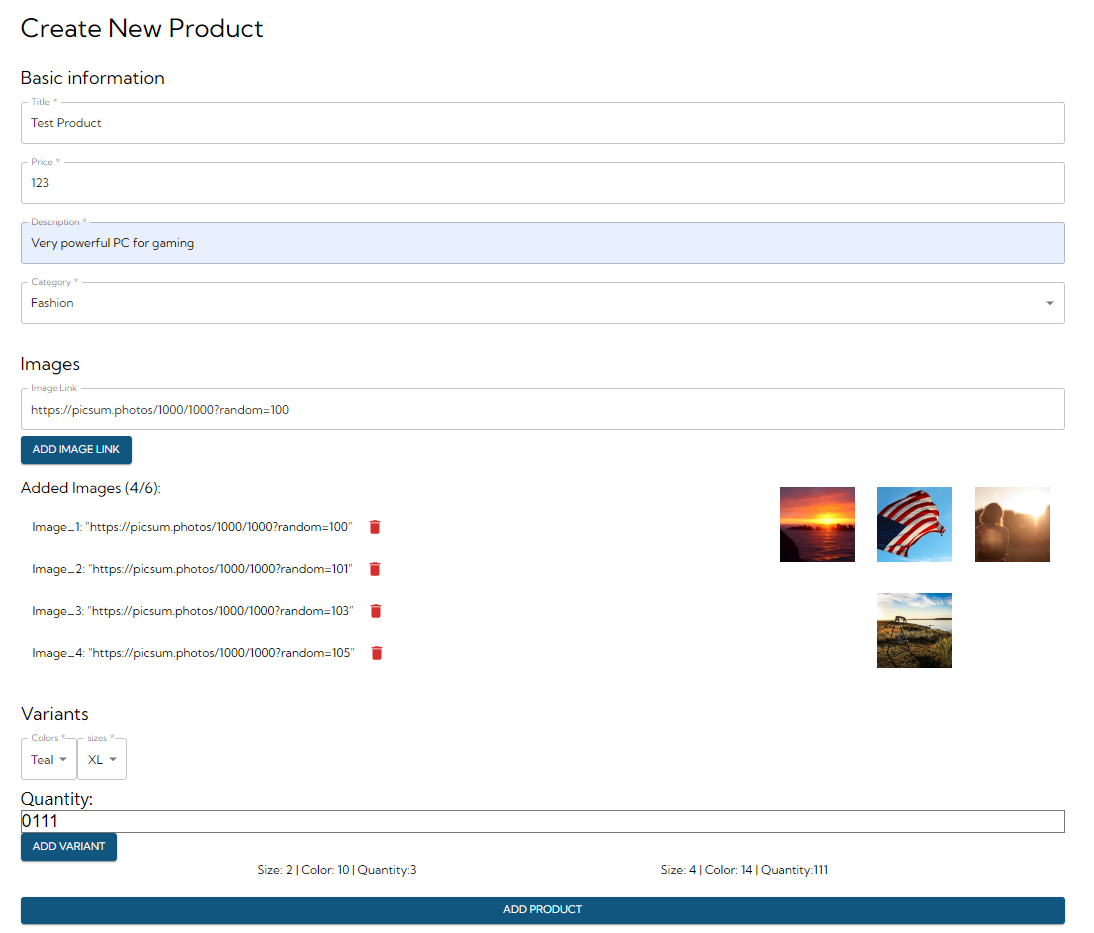 Create New Product
Basic information
Title *
Test Product
Price *
123
Description *
Very powerful PC for gaming
Category *
Fashion
Images
Image Link
https://picsum.photos/1000/1000?random=100
ADD IMAGE LINK
Added Images (4/6):
Image_1: "https://picsum.photos/1000/1000?random=100"
Image_2: "https://picsum.photos/1000/1000?random=101"
Image_3: "https://picsum.photos/1000/1000?random=103"
Image_4: "https://picsum.photos/1000/1000?random=105"
Variants
Colors * sizes *
Teal XL
Quantity:
0111
ADD VARIANT
Size: 2 | Color: 10 | Quantity:3 Size: 4 | Color: 14 | Quantity:111
ADD PRODUCT